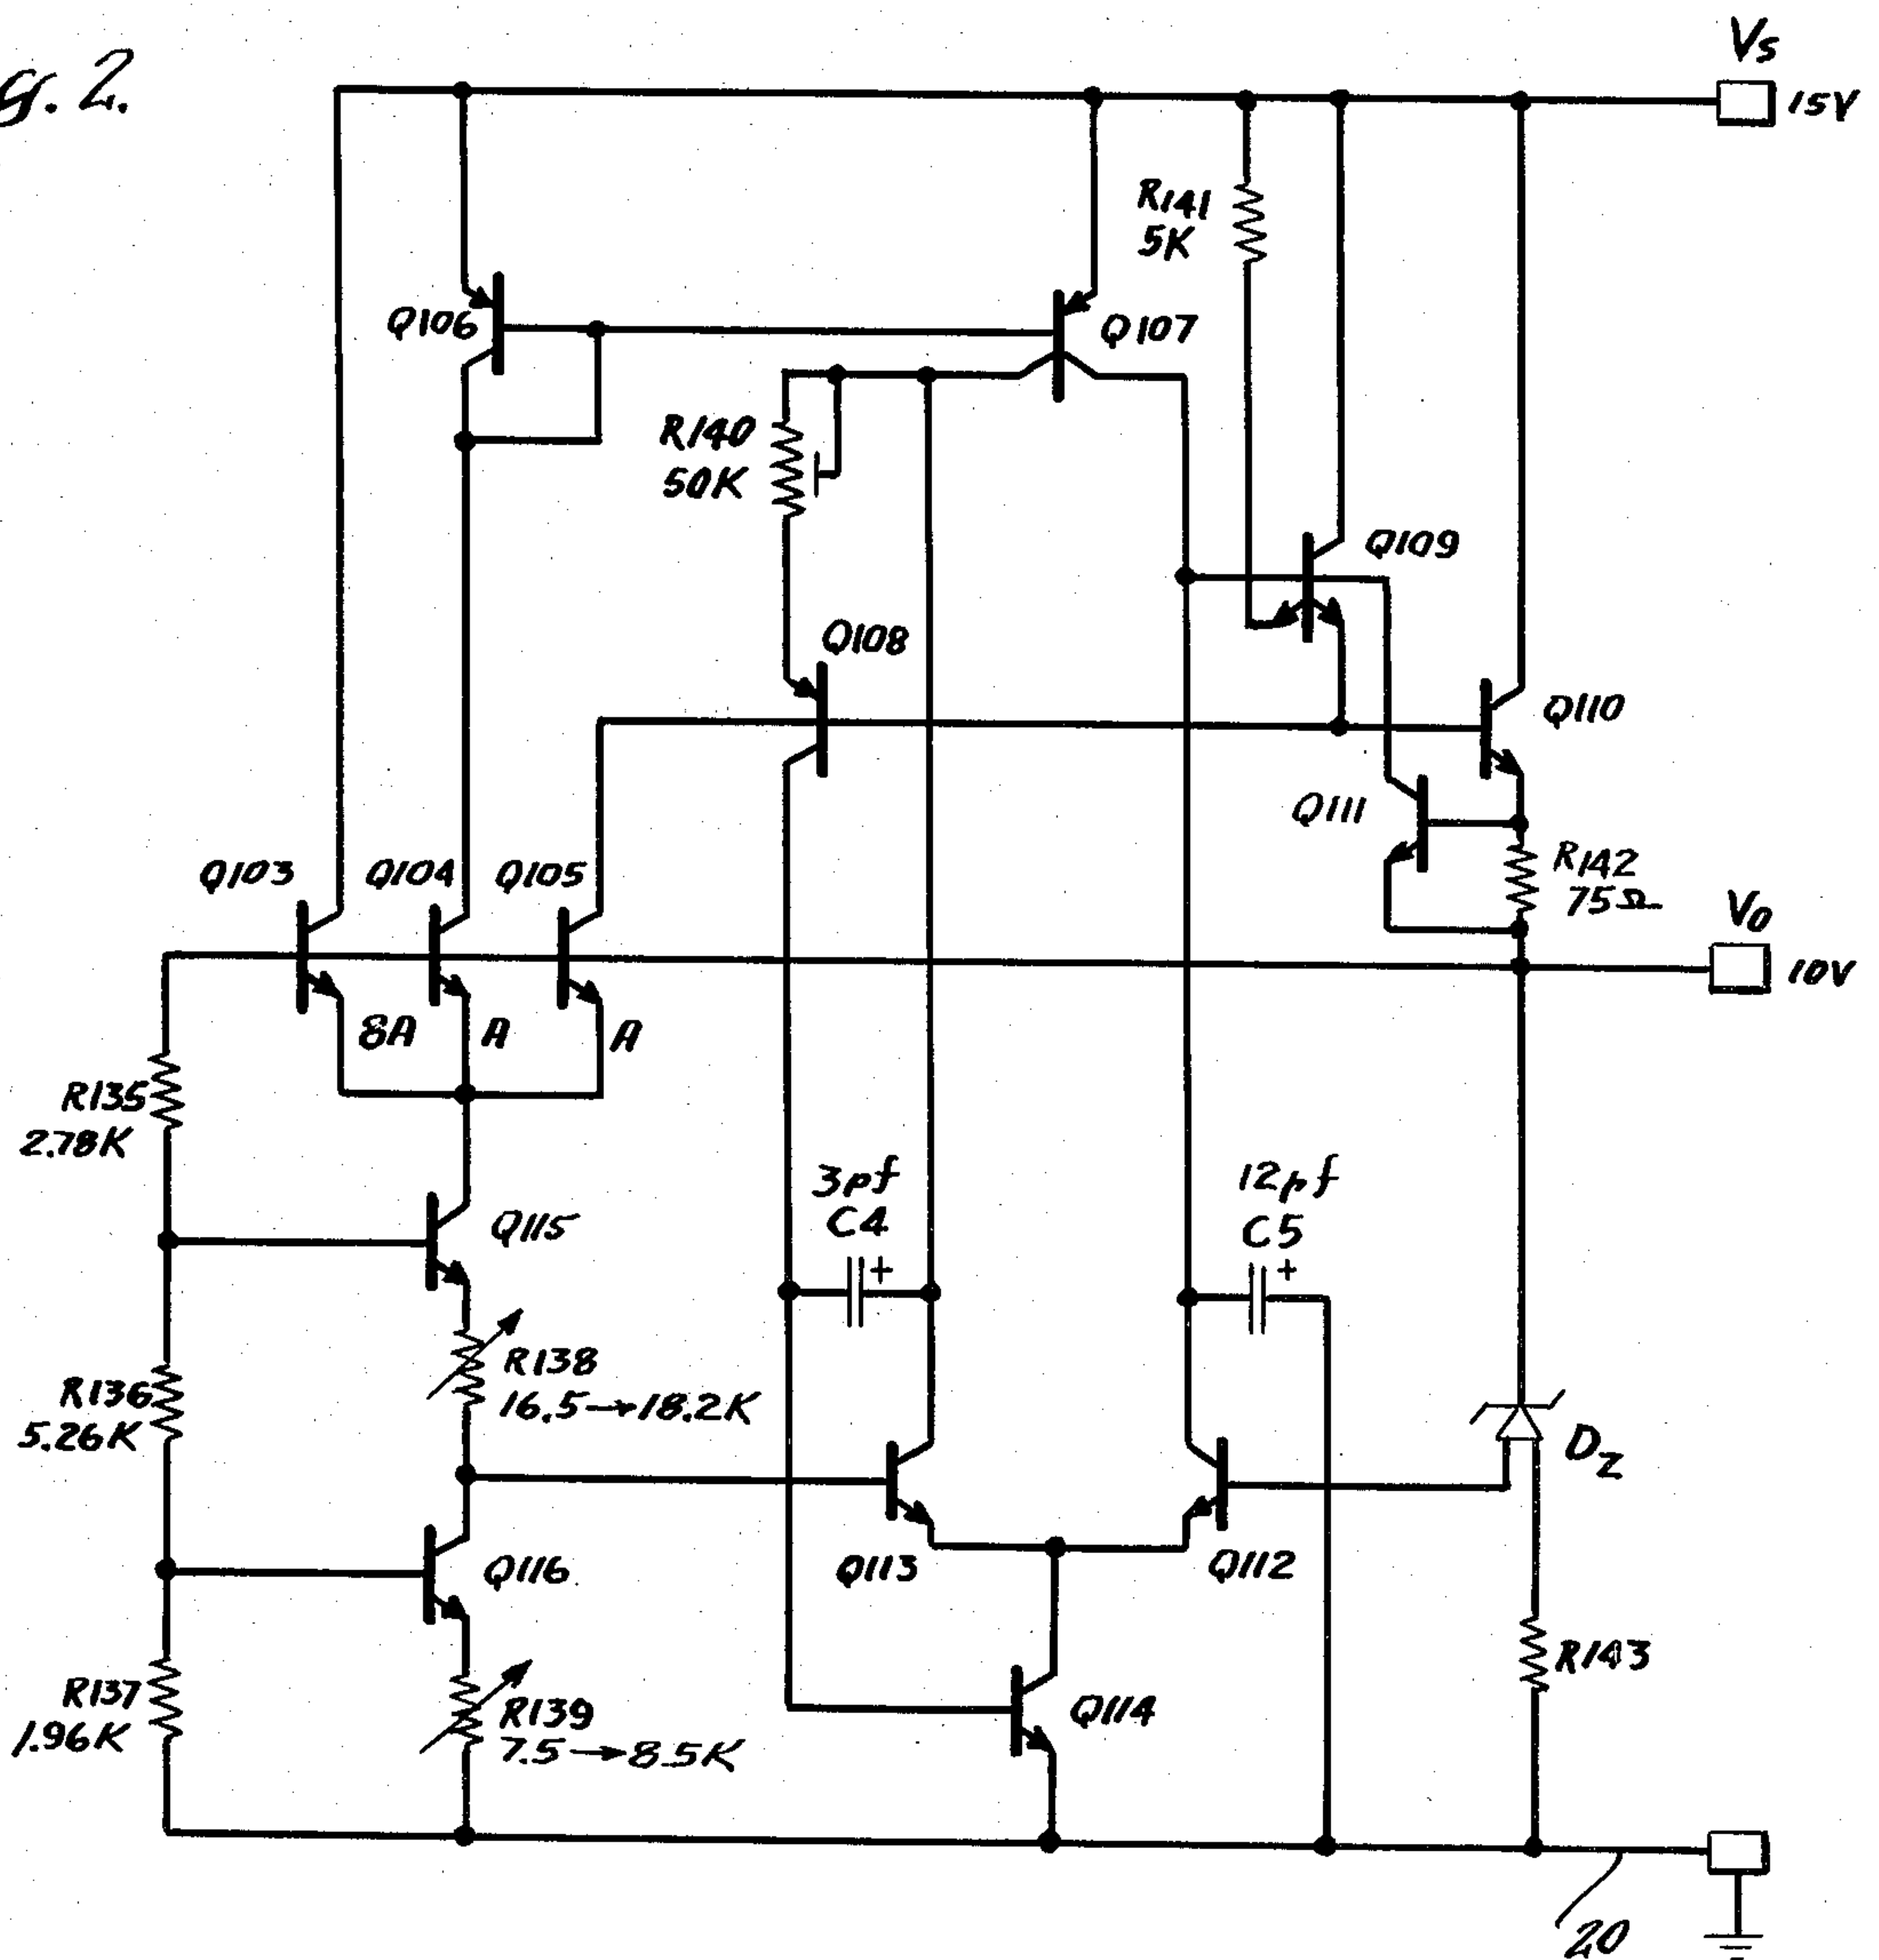 g. 2.
Vs
15V
R141
5K
Q106
Q107
R140
50K
Q109
Q108
Q110
Q111
R142
75Ω
Q103
Q104
Q105
Vo
10V
8A
A
A
R135
2.78K
3pf
C4
+
12pf
C5
+
Q115
R138
16.5→18.2K
R136
5.26K
Dz
Q113
Q112
Q116
R143
R137
1.96K
R139
7.5→8.5K
Q114
20